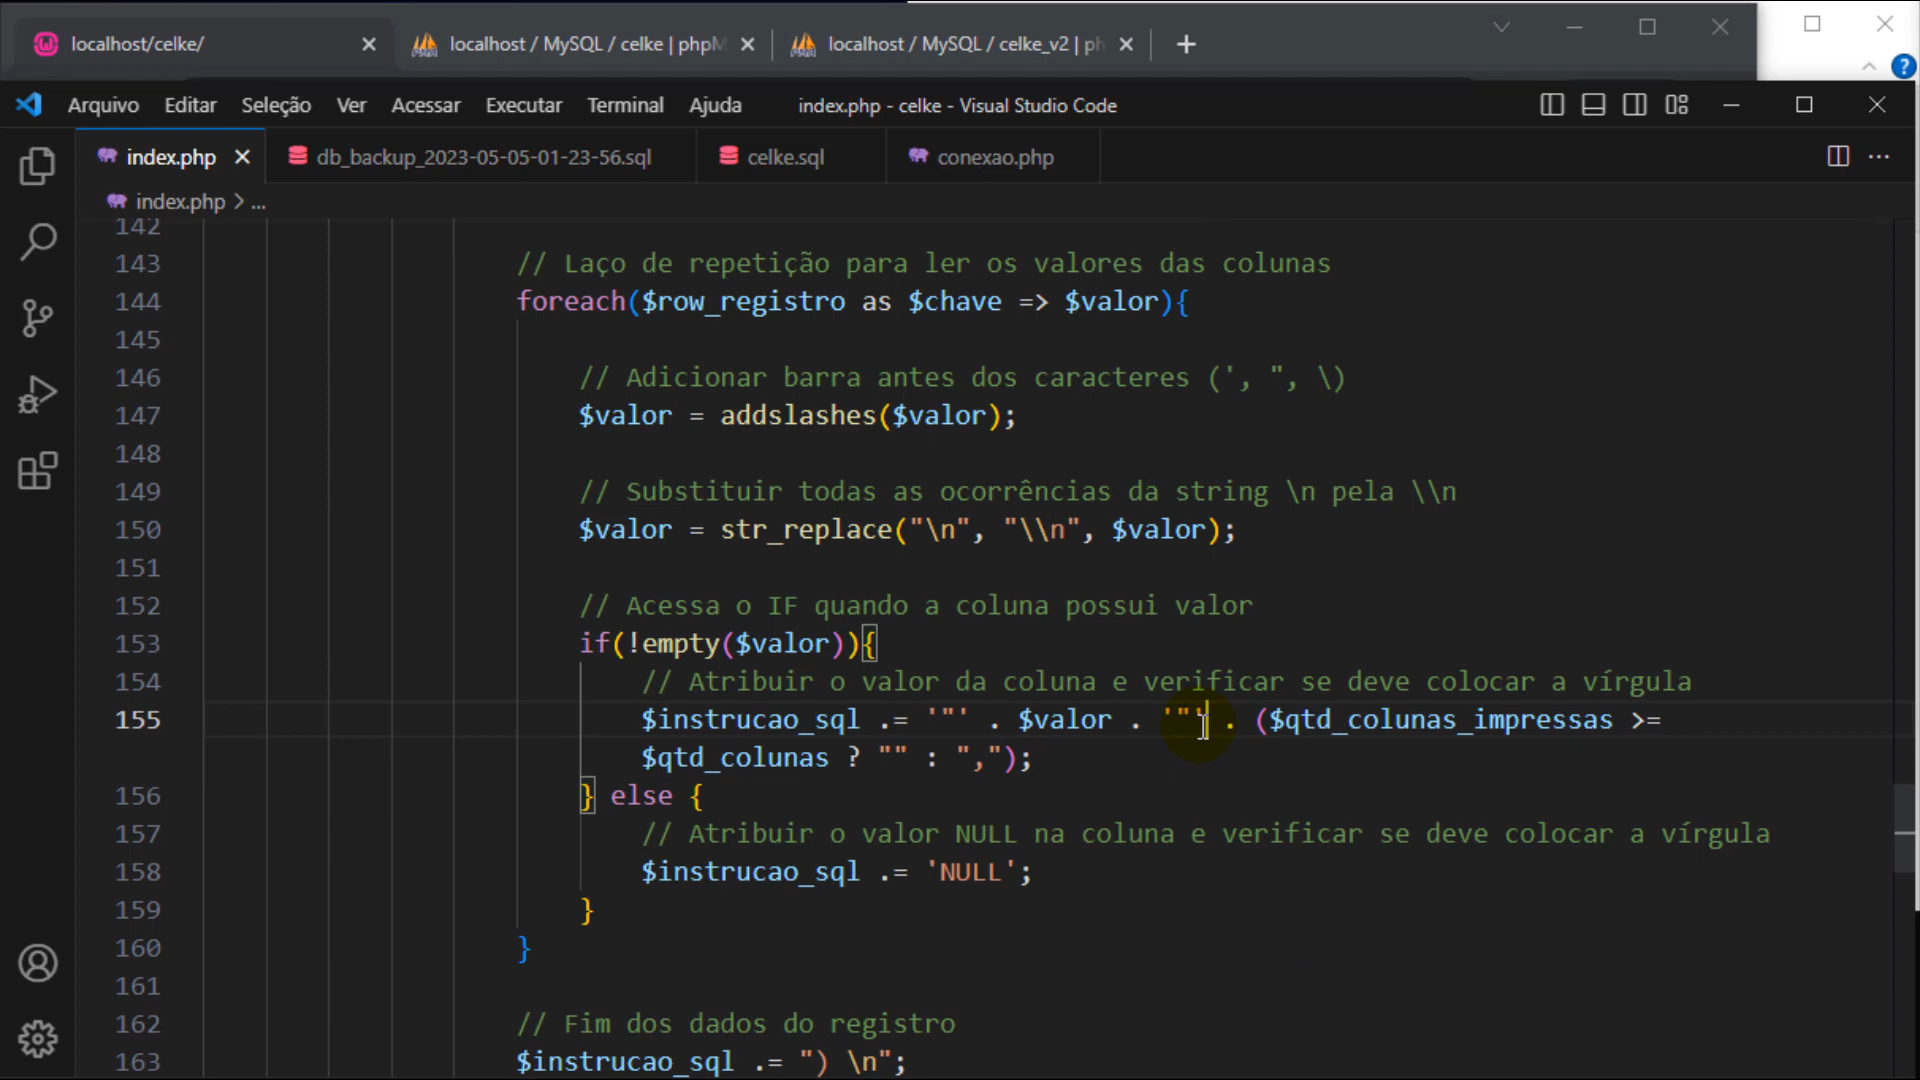 localhost/celke/
localhost / MySQL / celke | phpM
localhost / MySQL / celke_v2 | ph
Arquivo Editar Seleção Ver Acessar Executar Terminal Ajuda index.php - celke - Visual Studio Code
index.php db_backup_2023-05-05-01-23-56.sql celke.sql conexao.php
index.php > ...
142
143 // Laço de repetição para ler os valores das colunas
144 foreach($row_registro as $chave => $valor){
145
146 // Adicionar barra antes dos caracteres (', ", \)
147 $valor = addslashes($valor);
148
149 // Substituir todas as ocorrências da string \n pela \\n
150 $valor = str_replace("\n", "\\n", $valor);
151
152 // Acessa o IF quando a coluna possui valor
153 if(!empty($valor)){
154 // Atribuir o valor da coluna e verificar se deve colocar a vírgula
155 $instrucao_sql .= '"' . $valor . '"' . ($qtd_colunas_impressas >=
$qtd_colunas ? "" : ",");
156 } else {
157 // Atribuir o valor NULL na coluna e verificar se deve colocar a vírgula
158 $instrucao_sql .= 'NULL';
159 }
160 }
161
162 // Fim dos dados do registro
163 $instrucao_sql .= ") \n";